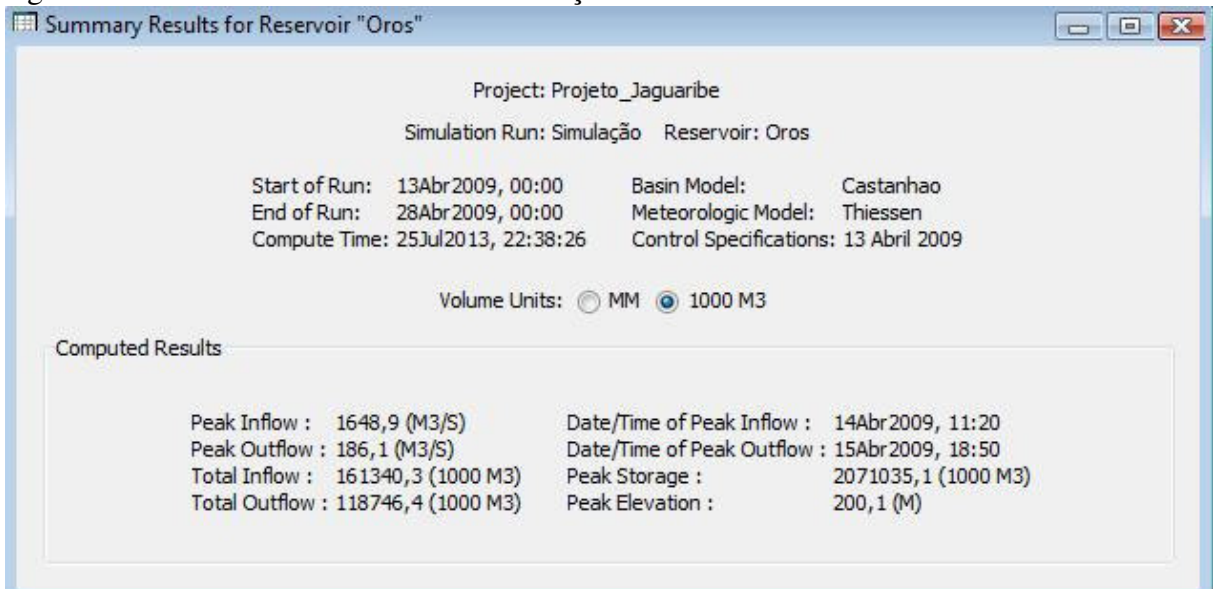 Summary Results for Reservoir "Oros"
Project: Projeto_Jaguaribe
Simulation Run: Simulação Reservoir: Oros
Start of Run: 13Abr2009, 00:00 Basin Model: Castanhao
End of Run: 28Abr2009, 00:00 Meteorologic Model: Thiessen
Compute Time: 25Jul2013, 22:38:26 Control Specifications: 13 Abril 2009
Volume Units: MM 1000 M3
Computed Results
Peak Inflow : 1648,9 (M3/S) Date/Time of Peak Inflow : 14Abr2009, 11:20
Peak Outflow : 186,1 (M3/S) Date/Time of Peak Outflow : 15Abr2009, 18:50
Total Inflow : 161340,3 (1000 M3) Peak Storage : 2071035,1 (1000 M3)
Total Outflow : 118746,4 (1000 M3) Peak Elevation : 200,1 (M)